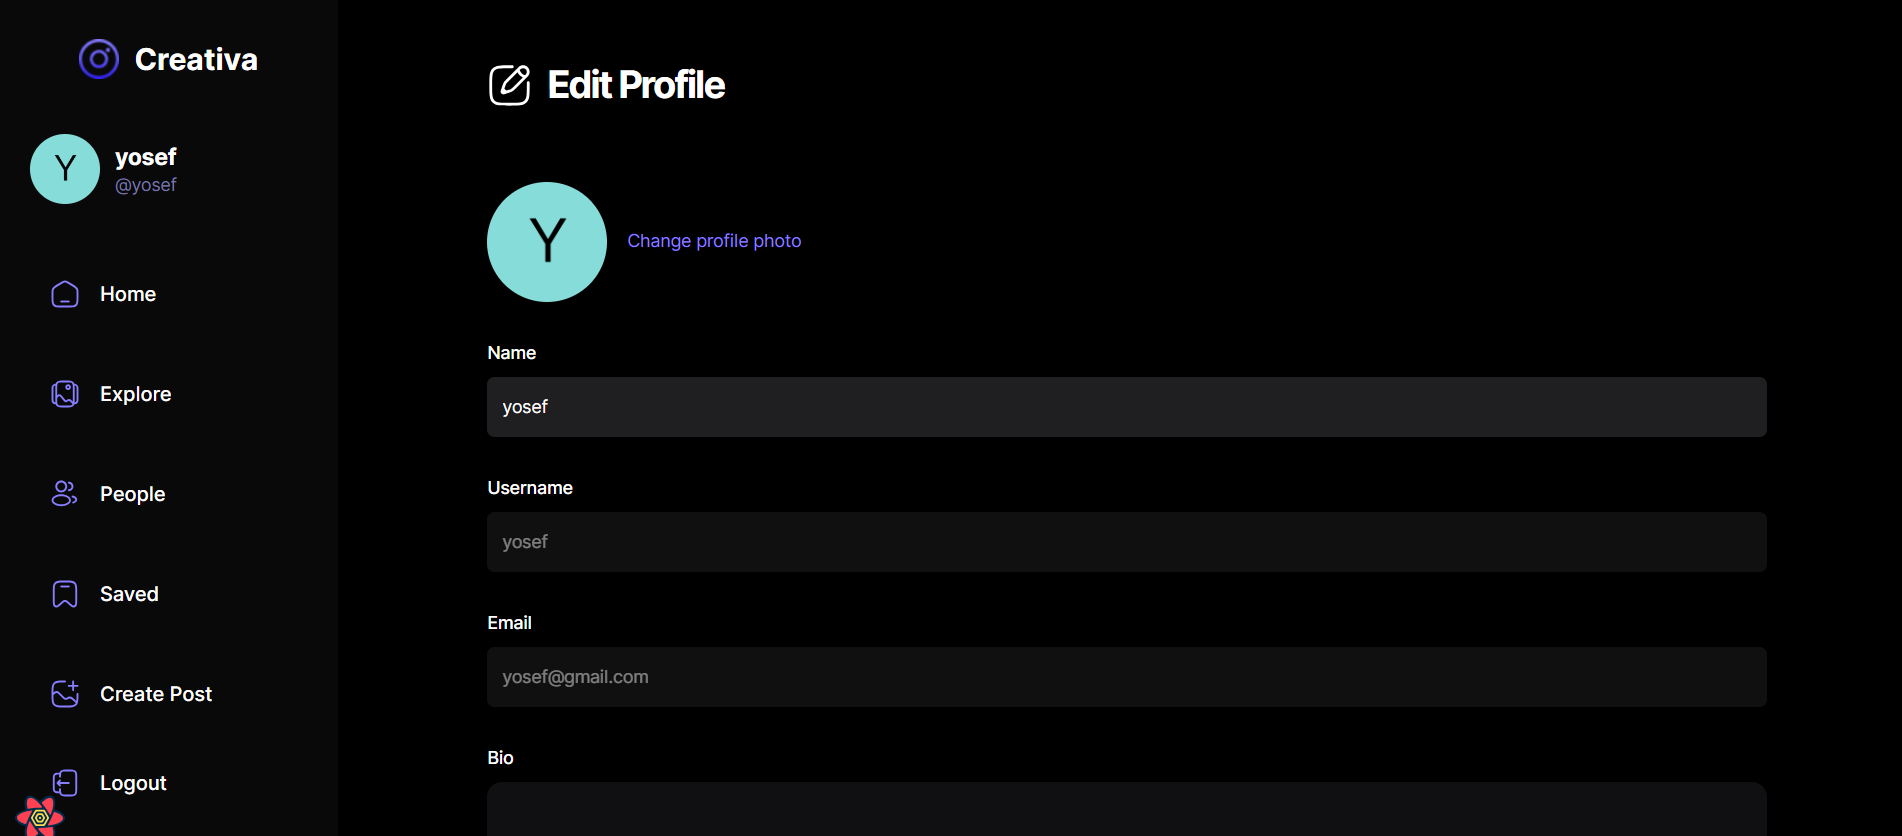 Creativa
Y
yosef
@yosef
Home
Explore
People
Saved
Create Post
Logout
Edit Profile
Y
Change profile photo
Name
yosef
Username
yosef
Email
yosef@gmail.com
Bio